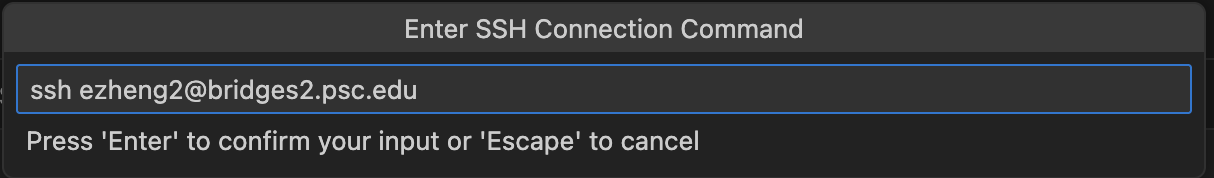 Enter SSH Connection Command
ssh ezheng2@bridges2.psc.edu
Press 'Enter' to confirm your input or 'Escape' to cancel